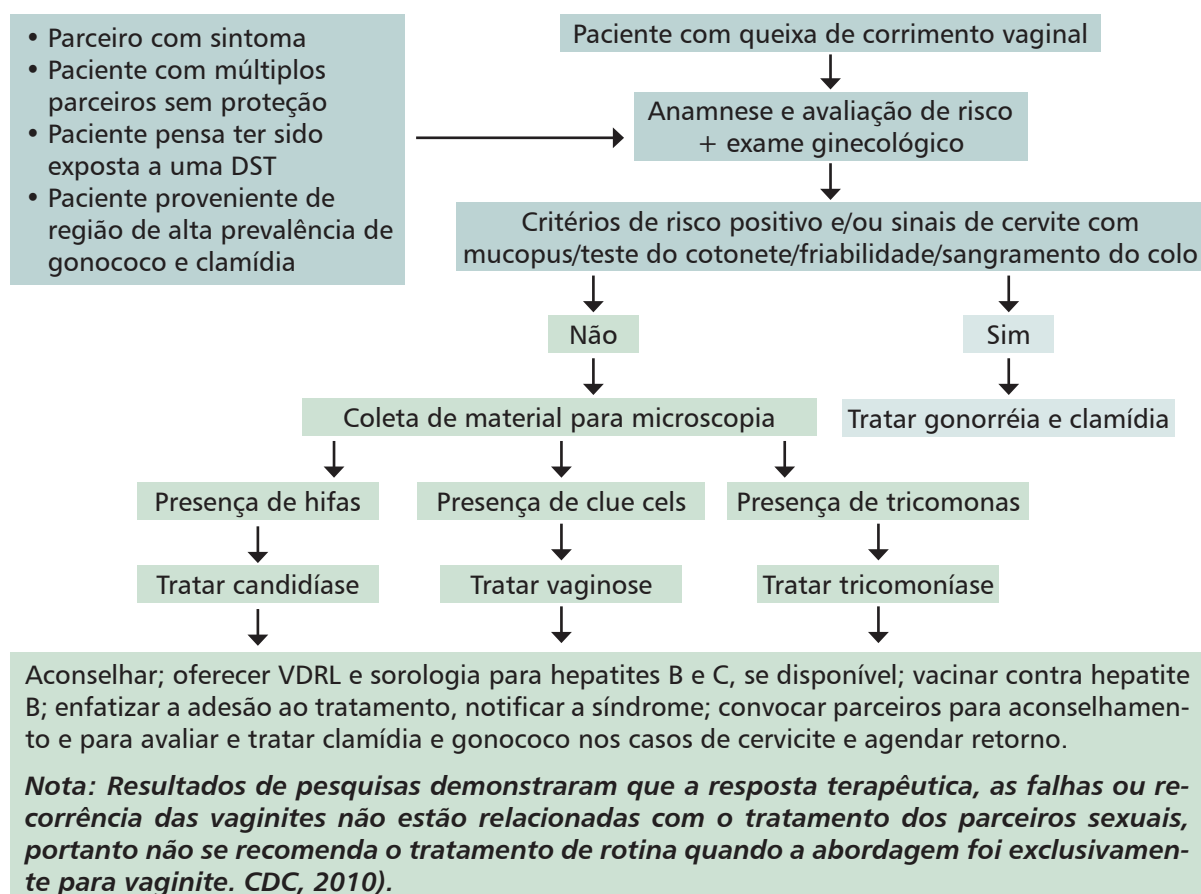 • Parceiro com sintoma
• Paciente com múltiplos
parceiros sem proteção
• Paciente pensa ter sido
exposta a uma DST
• Paciente proveniente de
região de alta prevalência de
gonococo e clamídia
Paciente com queixa de corrimento vaginal
Anamnese e avaliação de risco
+ exame ginecológico
Critérios de risco positivo e/ou sinais de cervite com
mucopus/teste do cotonete/friabilidade/sangramento do colo
Não
Sim
Coleta de material para microscopia
Tratar gonorréia e clamídia
Presença de hifas
Presença de clue cels
Presença de tricomonas
Tratar candidíase
Tratar vaginose
Tratar tricomoníase
Aconselhar; oferecer VDRL e sorologia para hepatites B e C, se disponível; vacinar contra hepatite
B; enfatizar a adesão ao tratamento, notificar a síndrome; convocar parceiros para aconselhamen-
to e para avaliar e tratar clamídia e gonococo nos casos de cervicite e agendar retorno.
Nota: Resultados de pesquisas demonstraram que a resposta terapêutica, as falhas ou re-
corrência das vaginites não estão relacionadas com o tratamento dos parceiros sexuais,
portanto não se recomenda o tratamento de rotina quando a abordagem foi exclusivamen-
te para vaginite. CDC, 2010).